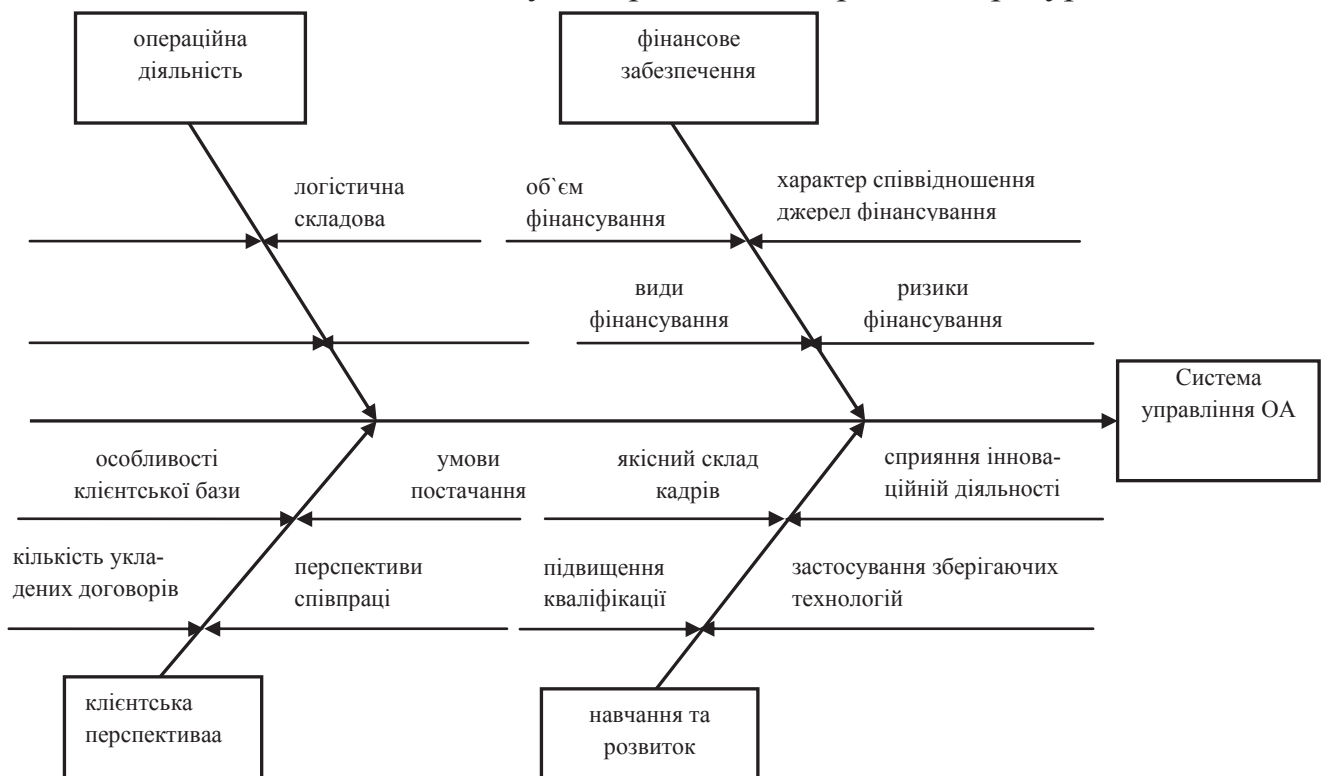 операційна
діяльність
фінансове
забезпечення
логістична
складова
об`єм
фінансування
характер співвідношення
джерел фінансування
види
фінансування
ризики
фінансування
Система
управління ОА
особливості
клієнтської бази
умови
постачання
якісний склад
кадрів
сприяння іннова-
ційній діяльності
кількість укла-
дених договорів
перспективи
співпраці
підвищення
кваліфікації
застосування зберігаючих
технологій
клієнтська
перспективаа
навчання та
розвиток